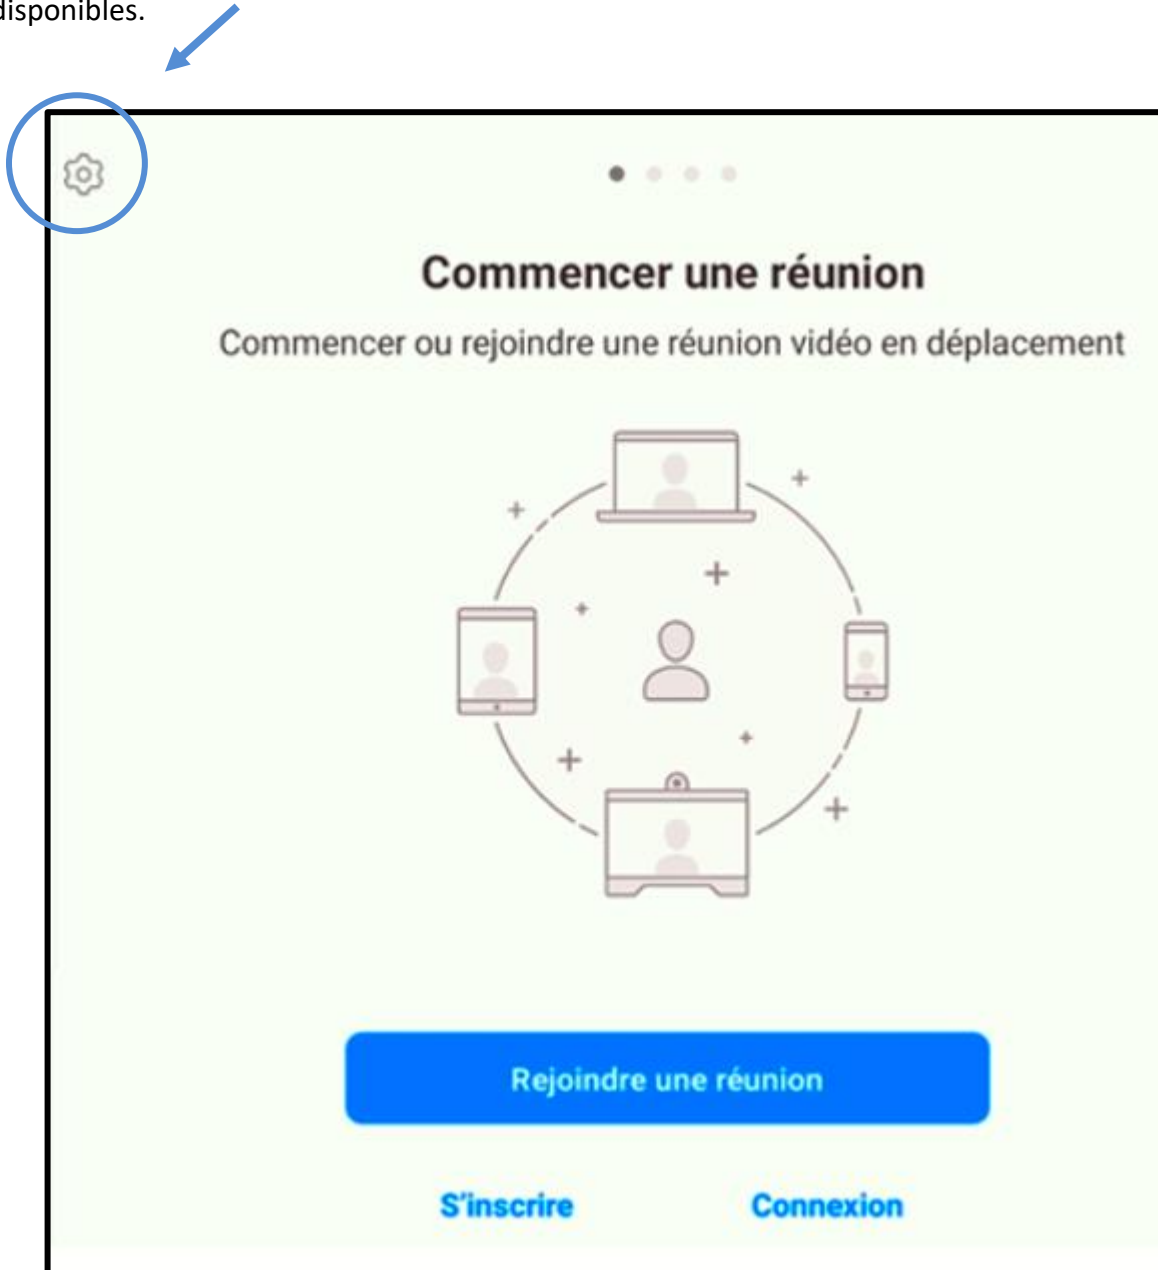 disponibles.
Commencer une réunion
Commencer ou rejoindre une réunion vidéo en déplacement
Rejoindre une réunion
S'inscrire Connexion